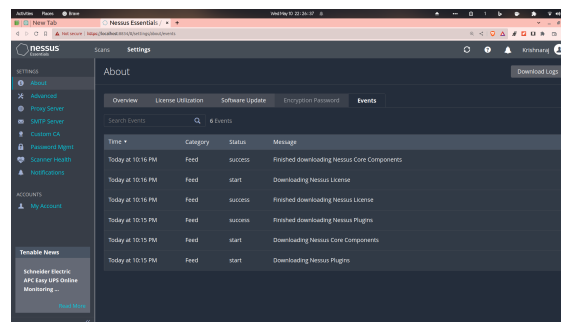 Activities Places Brave
Wed May 10 22:26:37
New Tab
Nessus Essentials /
Not secure https://localhost:8834/#/settings/about/events
nessus
Essentials
Scans Settings
Krishnaraj
SETTINGS
About
Advanced
Proxy Server
SMTP Server
Custom CA
Password Mgmt
Scanner Health
Notifications
ACCOUNTS
My Account
Tenable News
Schneider Electric
APC Easy UPS Online
Monitoring ...
Read More
About
Download Logs
Overview License Utilization Software Update Encryption Password Events
Search Events 6 Events
Time Category Status Message
Today at 10:16 PM Feed success Finished downloading Nessus Core Components
Today at 10:16 PM Feed start Downloading Nessus License
Today at 10:16 PM Feed success Finished downloading Nessus License
Today at 10:15 PM Feed success Finished downloading Nessus Plugins
Today at 10:15 PM Feed start Downloading Nessus Core Components
Today at 10:15 PM Feed start Downloading Nessus Plugins